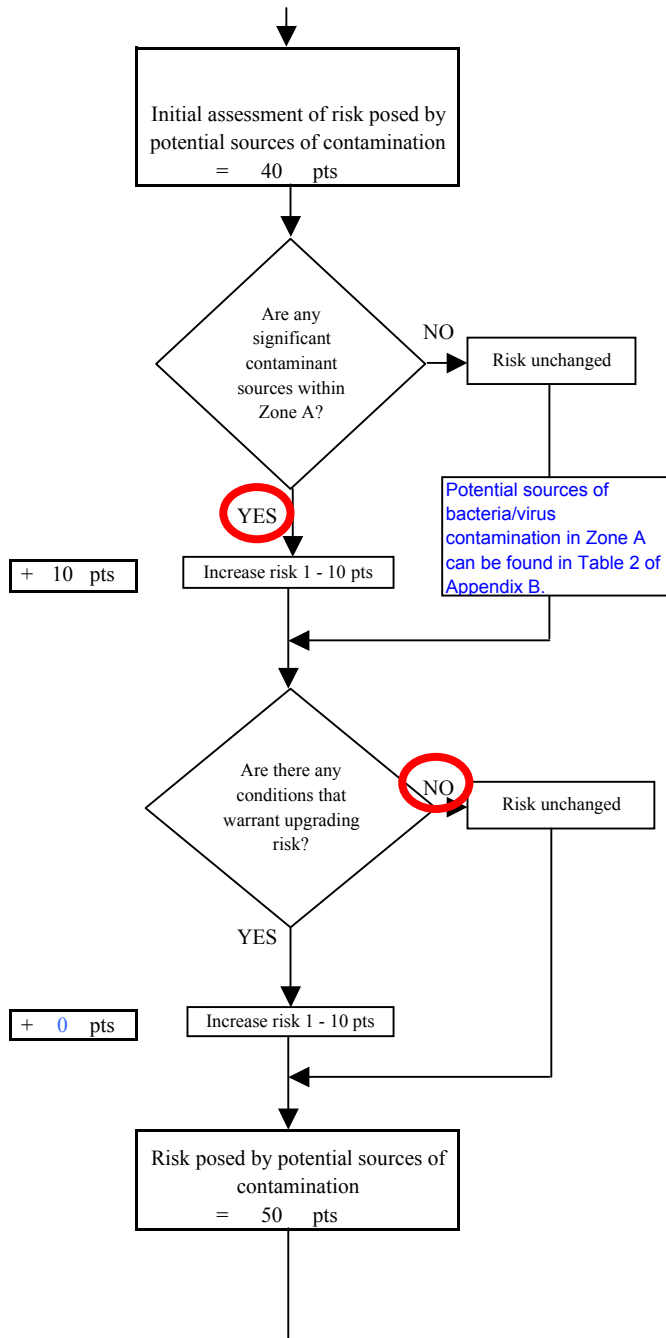 Initial assessment of risk posed by
potential sources of contamination
= 40 pts
Are any
significant
contaminant
sources within
Zone A?
NO
Risk unchanged
YES
Potential sources of
bacteria/virus
contamination in Zone A
can be found in Table 2 of
Appendix B.
+ 10 pts
Increase risk 1 - 10 pts
Are there any
conditions that
warrant upgrading
risk?
NO
Risk unchanged
YES
+ 0 pts
Increase risk 1 - 10 pts
Risk posed by potential sources of
contamination
= 50 pts